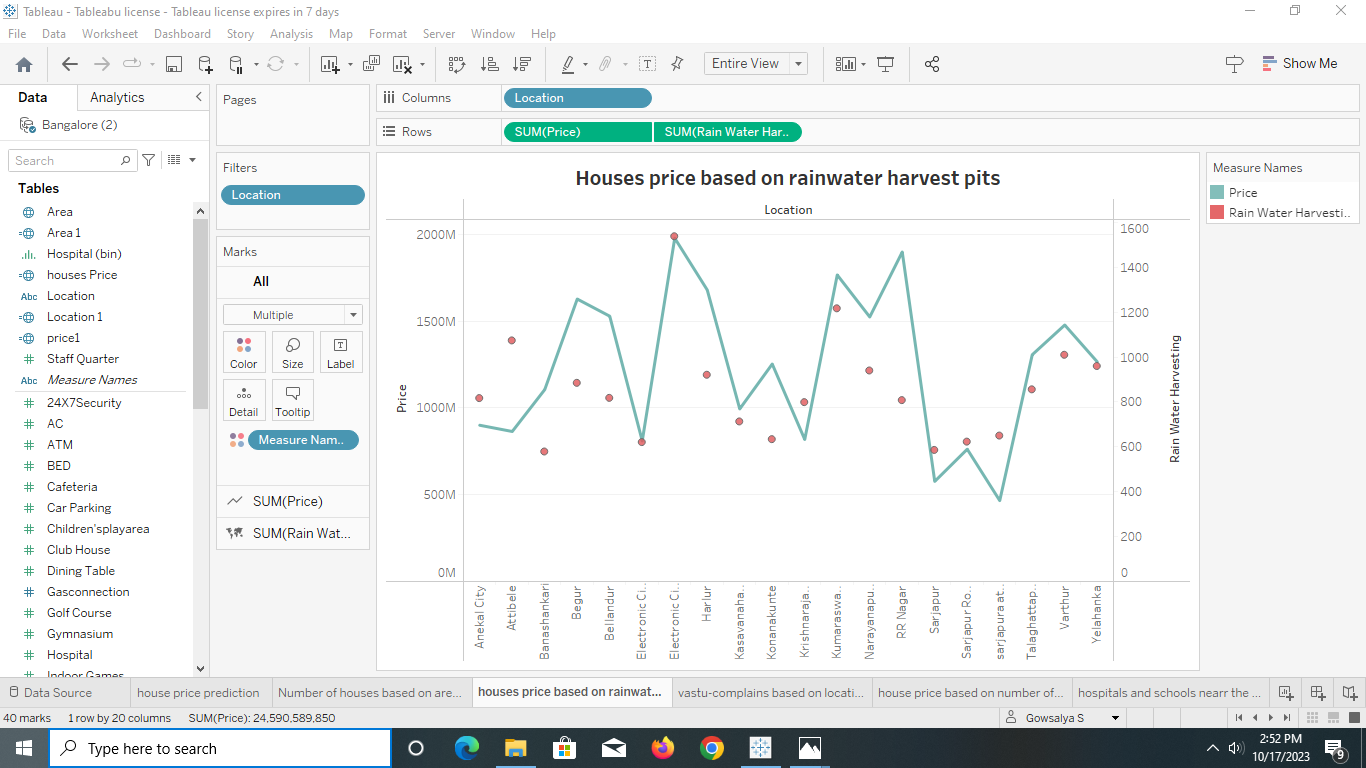 Tableau - Tableabu license - Tableau license expires in 7 days
File Data Worksheet Dashboard Story Analysis Map Format Server Window Help
Entire View
Show Me
Data Analytics
Bangalore (2)
Search
Tables
Area
Area 1
Hospital (bin)
houses Price
Abc Location
Location 1
price1
Staff Quarter
Abc Measure Names
24X7Security
AC
ATM
BED
Cafeteria
Car Parking
Children'splayarea
Club House
Dining Table
Gasconnection
Golf Course
Gymnasium
Hospital
Indoor Games
Pages
Filters
Location
Marks
All
Multiple
Color Size Label
Detail Tooltip
Measure Nam..
SUM(Price)
SUM(Rain Wat...
Columns Location
Rows SUM(Price) SUM(Rain Water Har..
Houses price based on rainwater harvest pits
Location
2000M
1500M
1000M
500M
0M
Price
1600
1400
1200
1000
800
600
400
200
0
Rain Water Harvesting
Anekal City
Attibele
Banashankari
Begur
Bellandur
Electronic Ci..
Electronic Ci..
Harlur
Kasavanaha..
Konanakunte
Krishnaraja..
Kumaraswa..
Narayanapu..
RR Nagar
Sarjapur
Sarjapur Ro..
sarjapura at..
Talaghattap..
Varthur
Yelahanka
Measure Names
Price
Rain Water Harvesti..
Data Source house price prediction Number of houses based on are... houses price based on rainwat... vastu-complains based on locati... house price based on number of... hospitals and schools nearr the ...
40 marks 1 row by 20 columns SUM(Price): 24,590,589,850 Gowsalya S
Type here to search
2:52 PM
10/17/2023
9